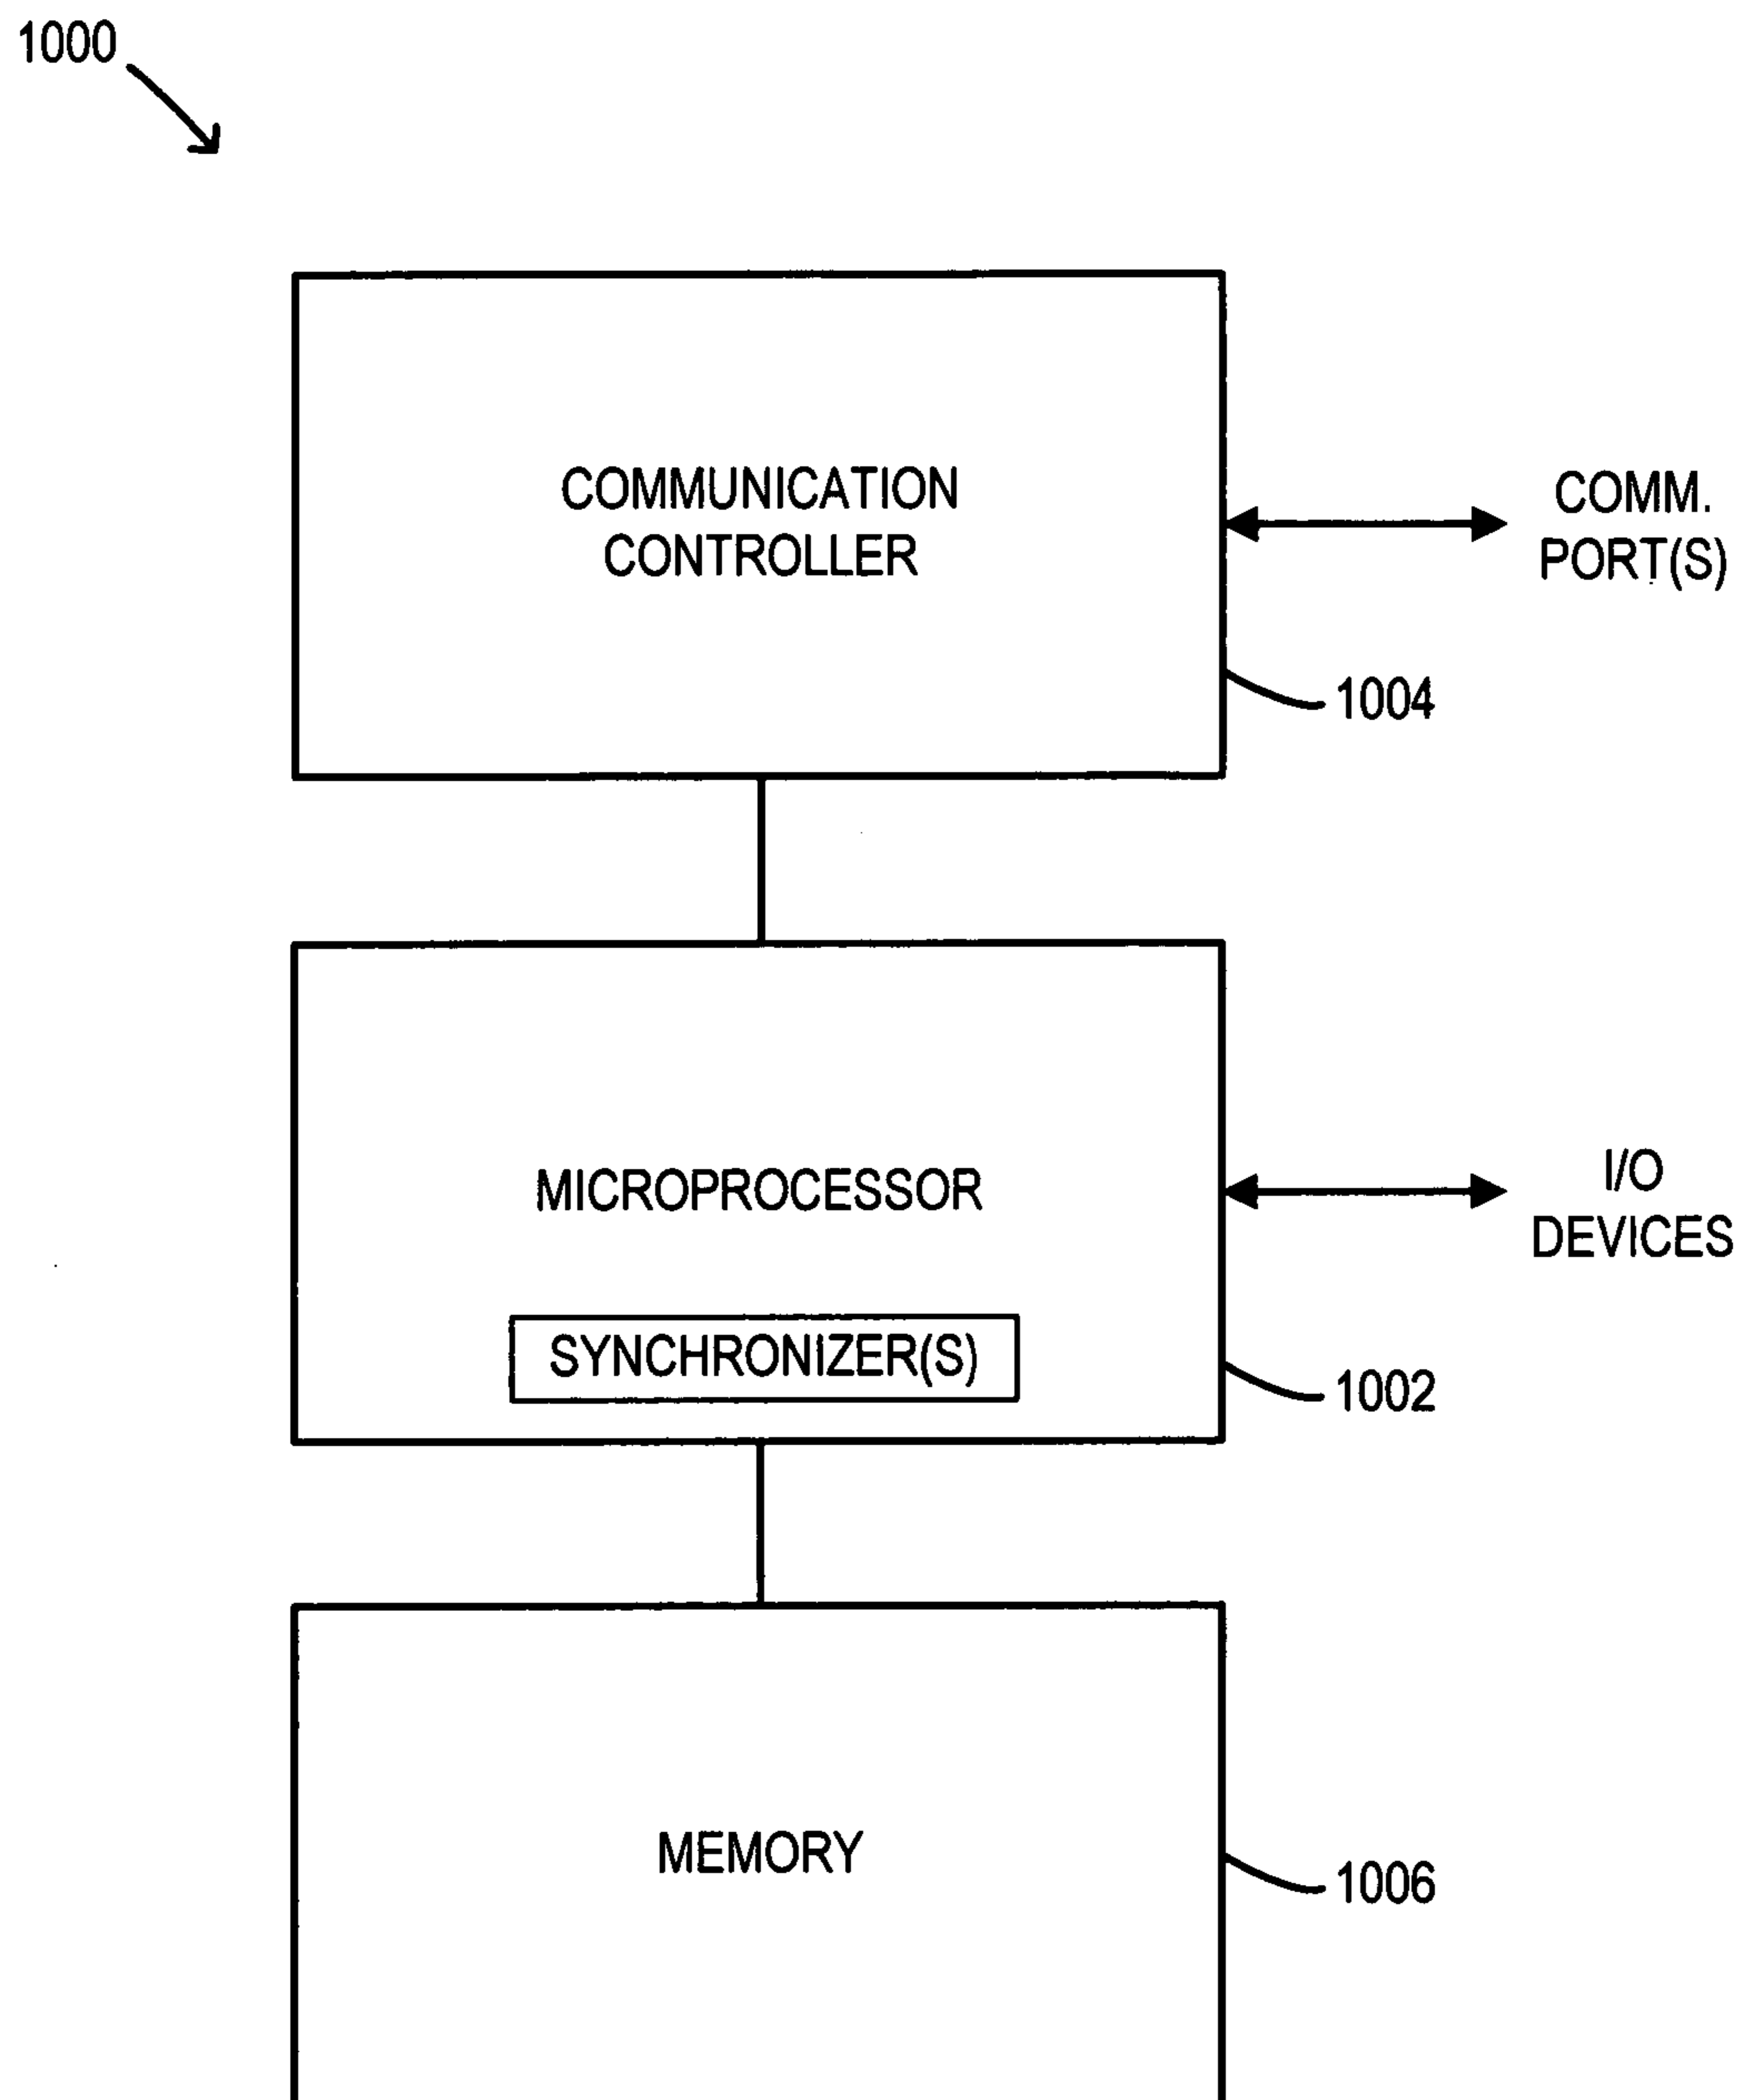 1000
COMMUNICATION
CONTROLLER
COMM.
PORT(S)
1004
MICROPROCESSOR
I/O
DEVICES
SYNCHRONIZER(S)
1002
MEMORY
1006